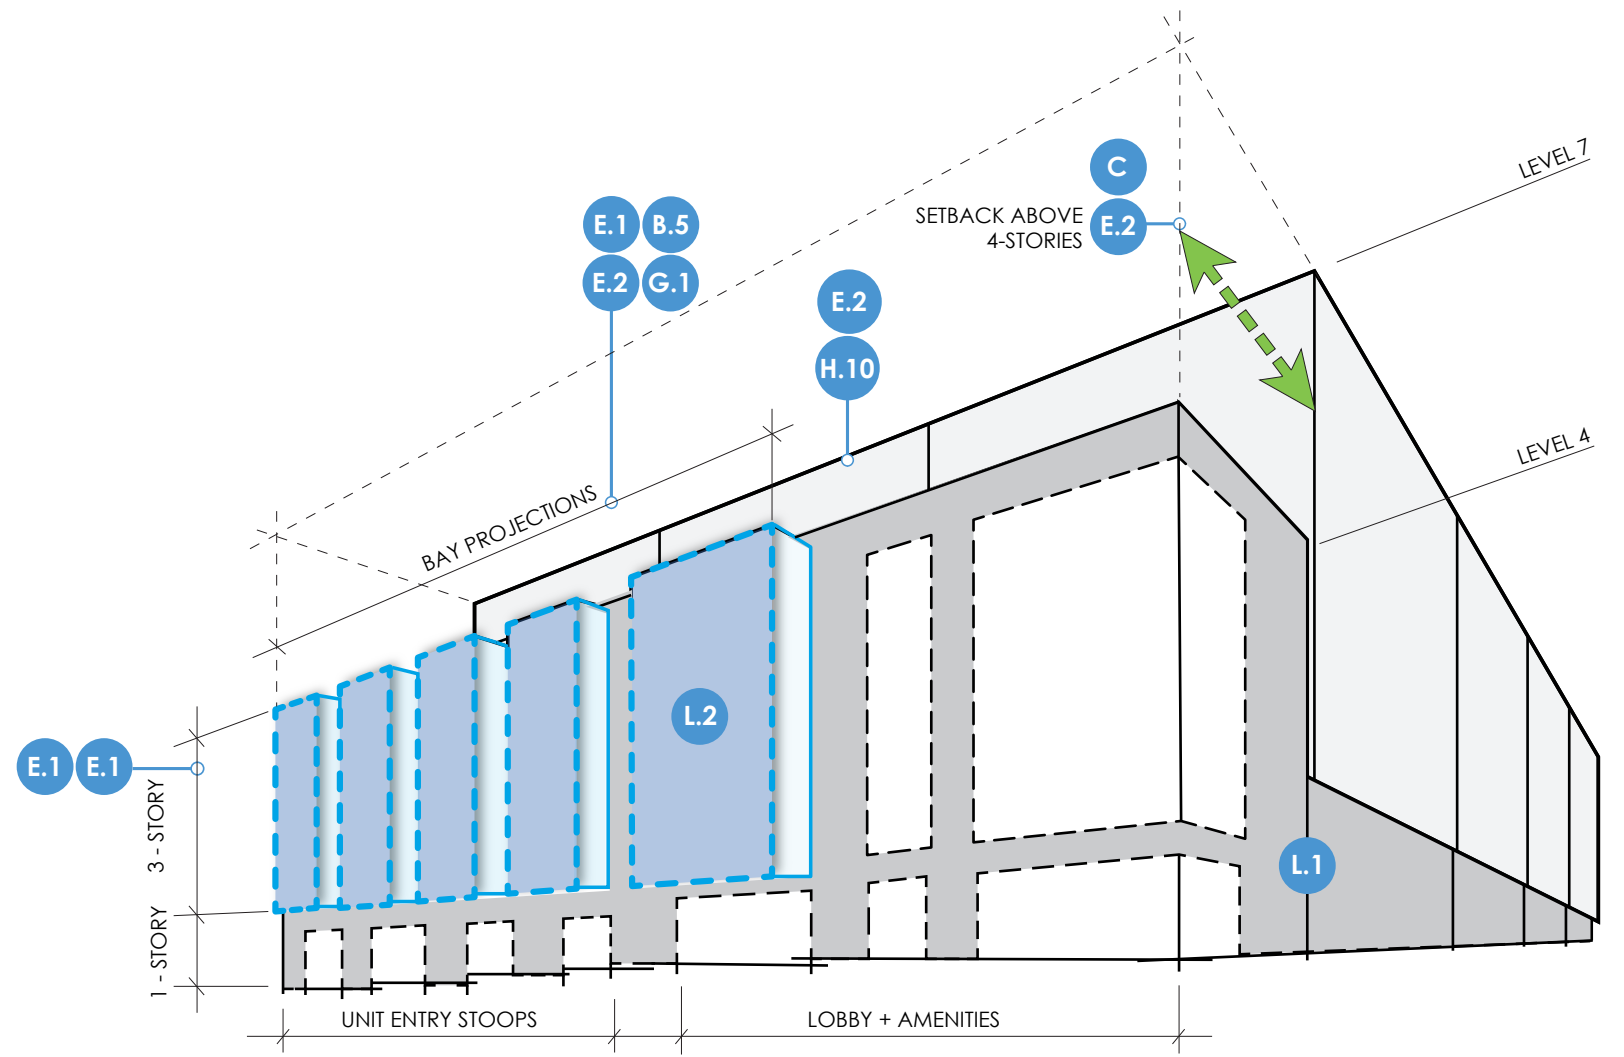 LEVEL 7
C
SETBACK ABOVE
4-STORIES
E.2
E.1 B.5
E.2 G.1
E.2
H.10
LEVEL 4
BAY PROJECTIONS
L.2
E.1 E.1
3 - STORY
L.1
1 - STORY
UNIT ENTRY STOOPS
LOBBY + AMENITIES